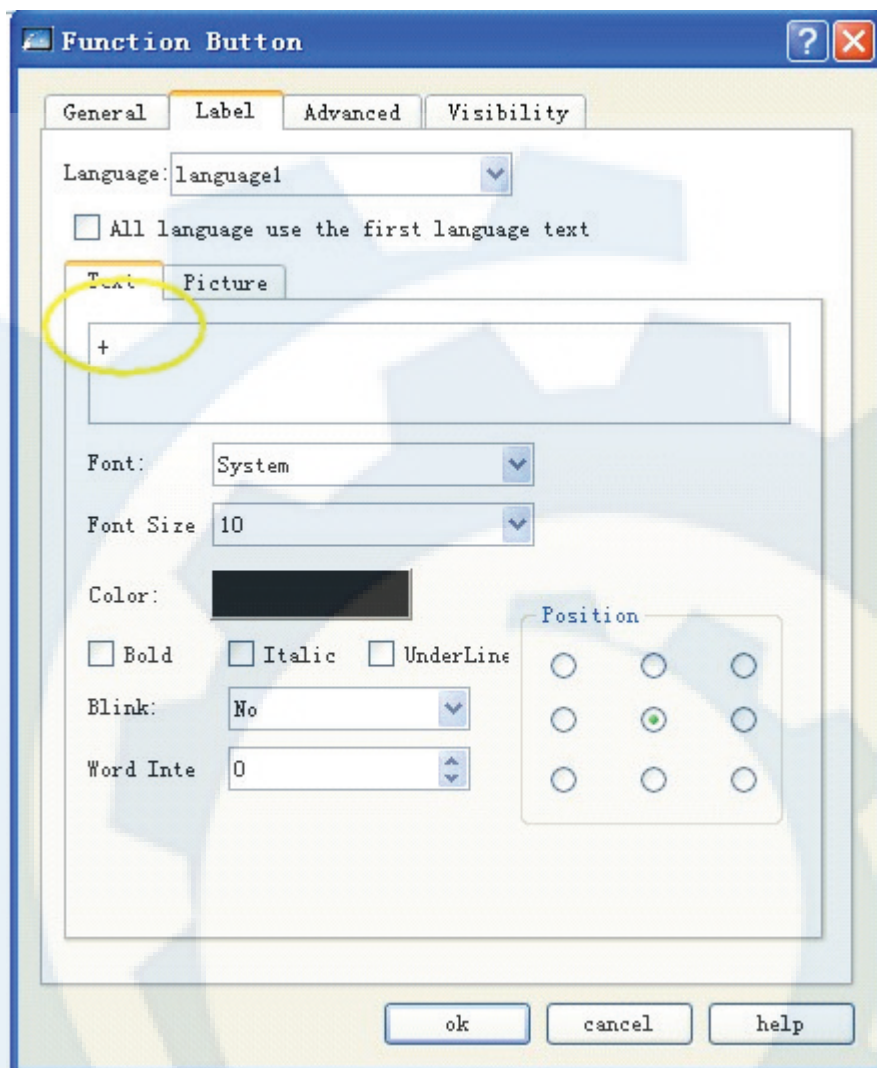 Function Button
General Label Advanced Visibility
Language: language1
All language use the first language text
Text Picture
+
Font: System
Font Size 10
Color:
Position
Bold Italic UnderLine
Blink: No
Word Inte 0
ok cancel help